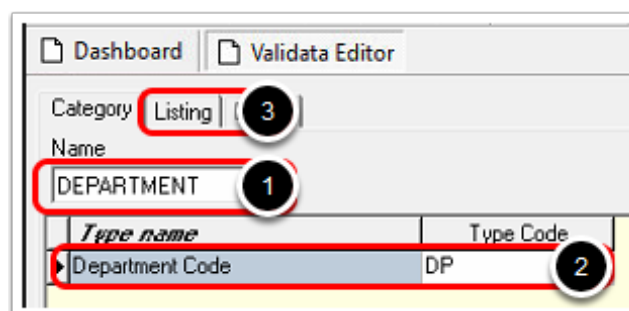 Dashboard Validata Editor
Category Listing 3
Name
DEPARTMENT 1
Type name Type Code
Department Code DP 2